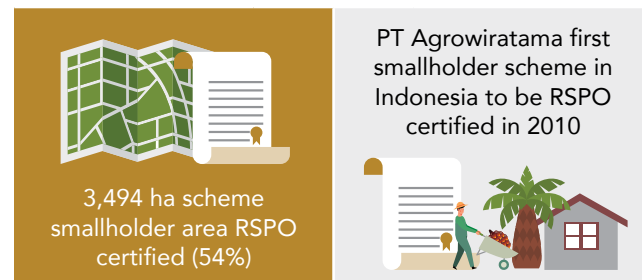 3,494 ha scheme
smallholder area RSPO
certified (54%)
PT Agrowiratama first
smallholder scheme in
Indonesia to be RSPO
certified in 2010